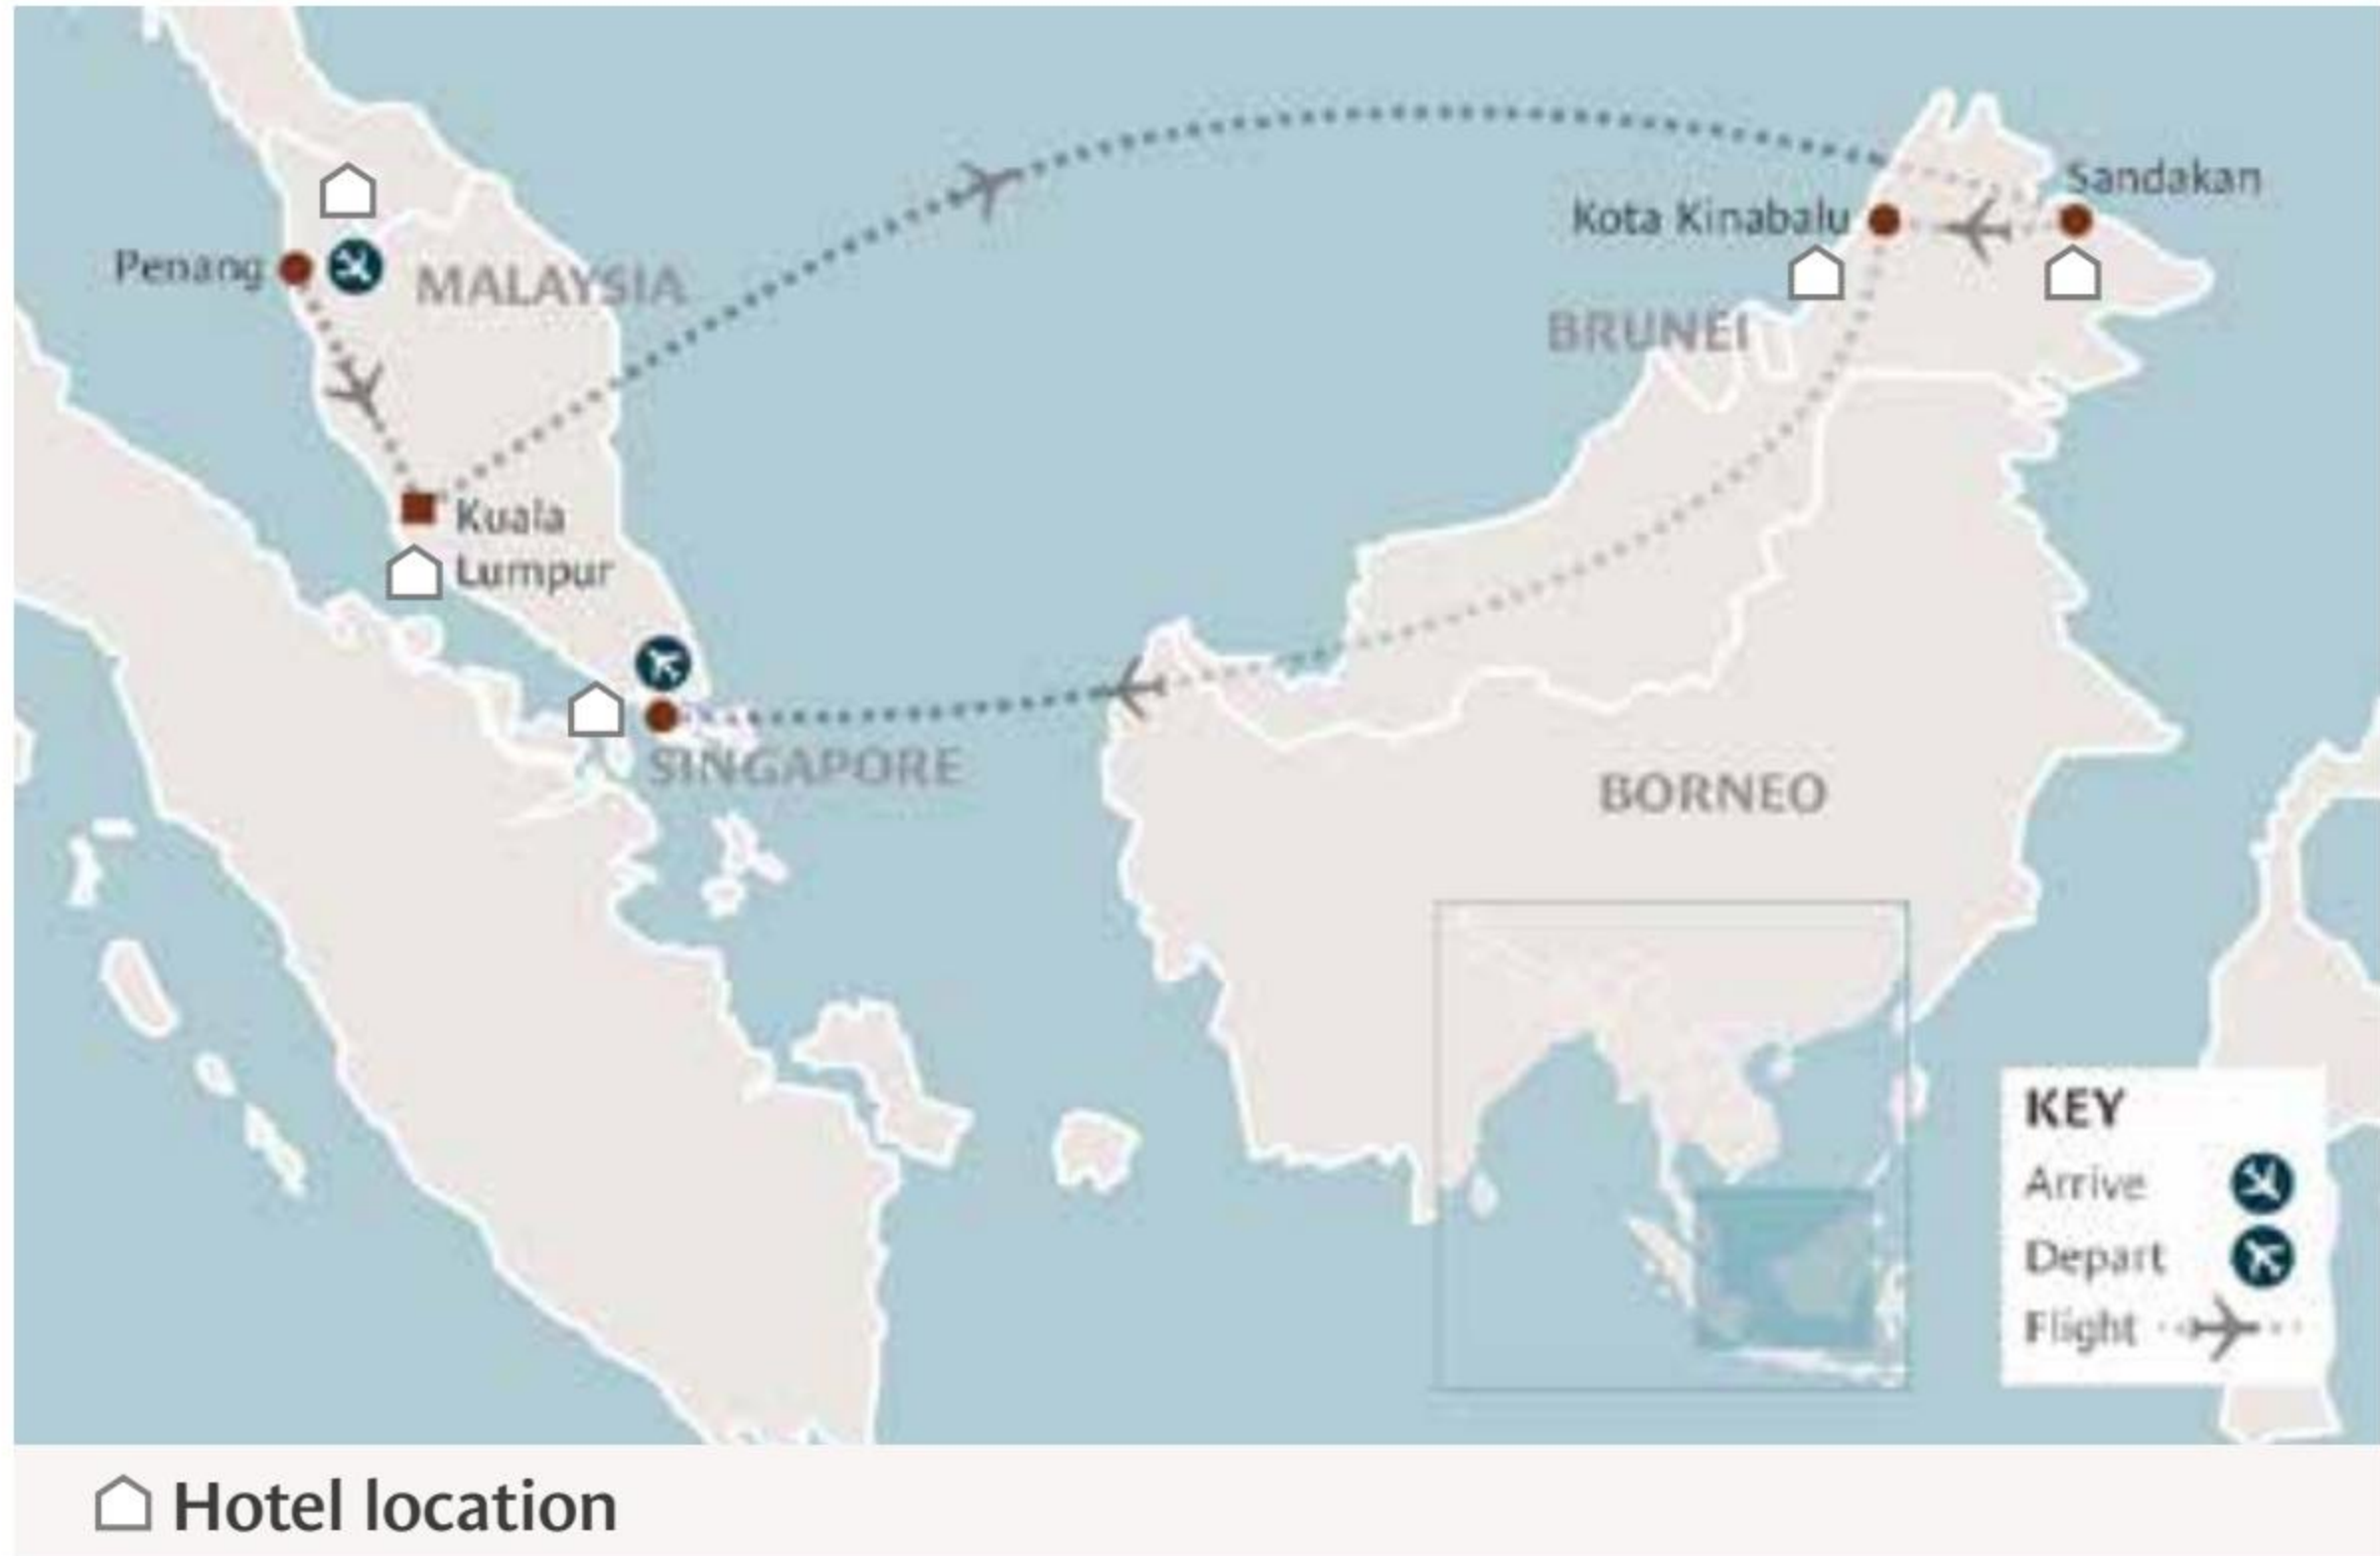 Sandakan
Kota Kinabalu
Penang
MALAYSIA
BRUNEI
Kuala
Lumpur
SINGAPORE
BORNEO
KEY
Arrive
Depart
Flight
Hotel location